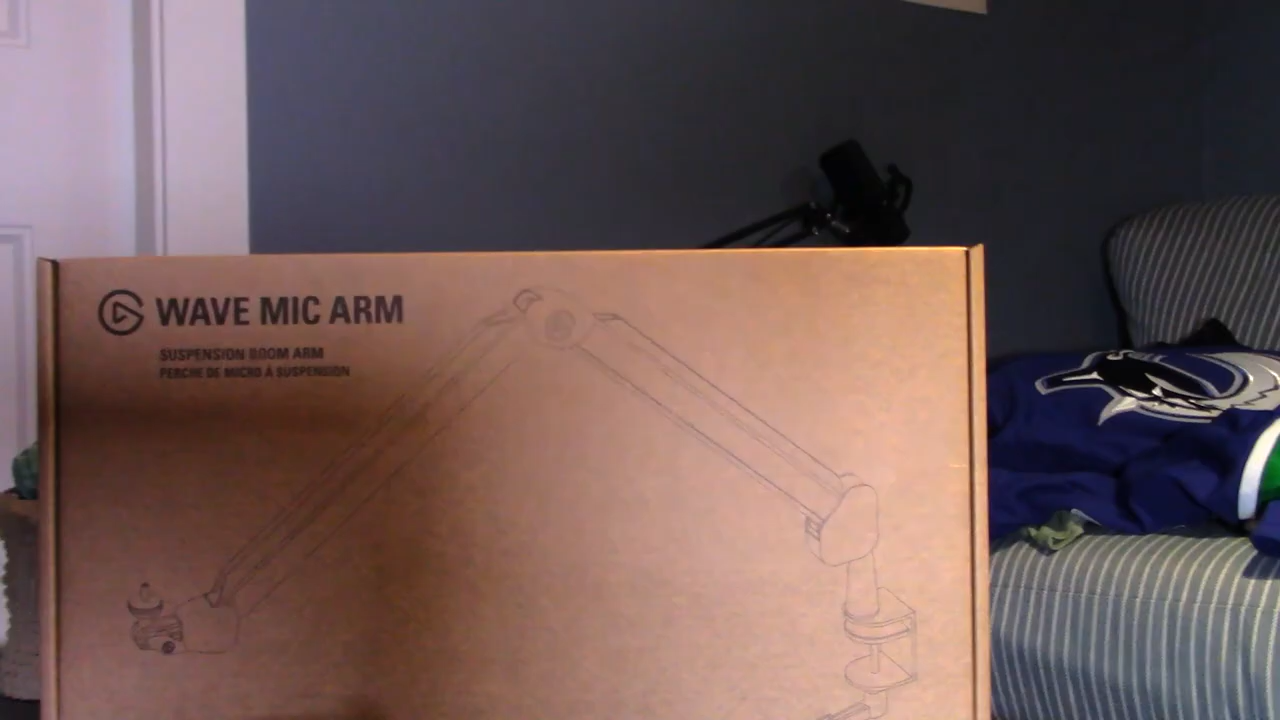 WAVE MIC ARM
SUSPENSION BOOM ARM
PERCHE DE MICRO À SUSPENSION